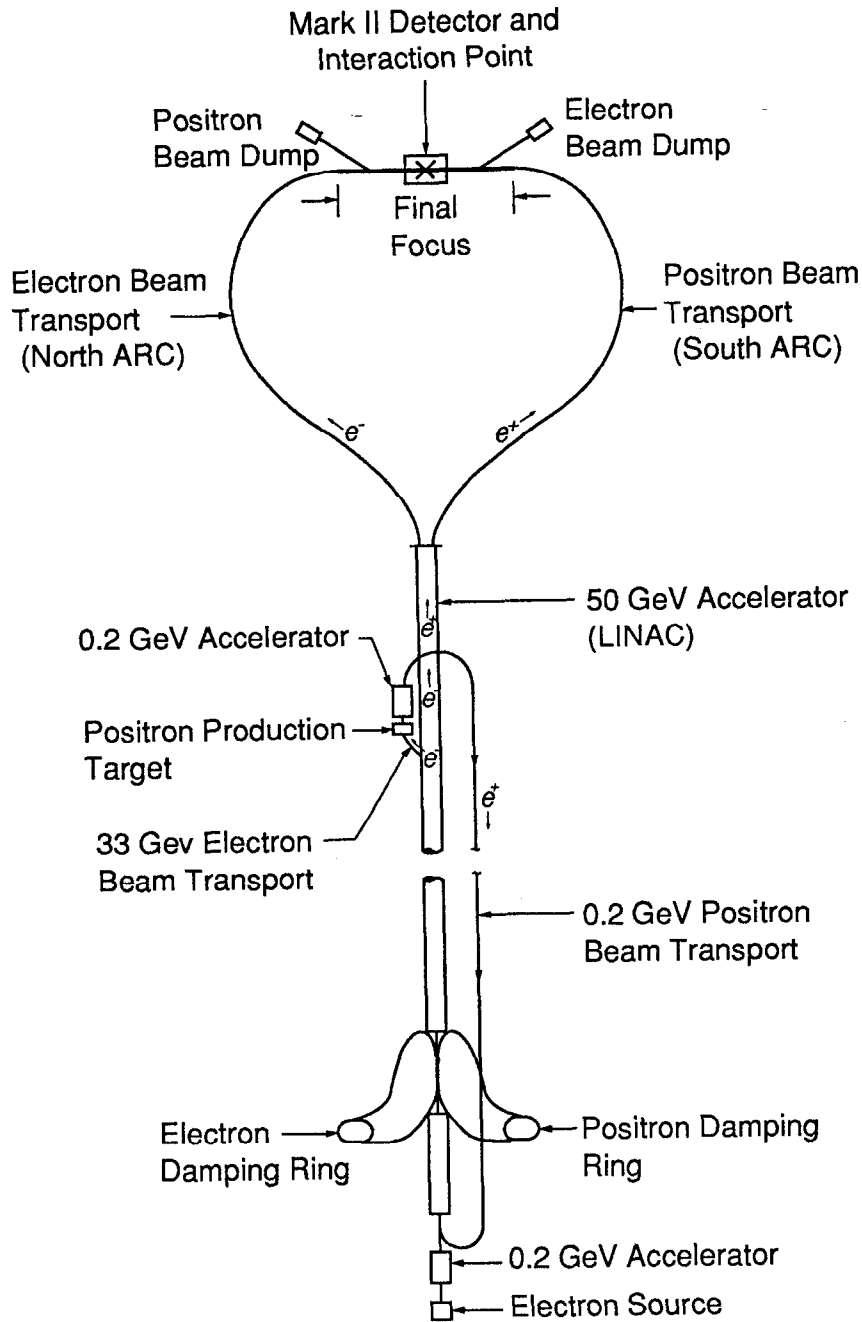 Mark II Detector and
Interaction Point
Positron
Beam Dump
Electron
Beam Dump
Final
Focus
Electron Beam
Transport
(North ARC)
Positron Beam
Transport
(South ARC)
e-
e+
50 GeV Accelerator
(LINAC)
e+
0.2 GeV Accelerator
e-
Positron Production
Target
e-
e+
33 Gev Electron
Beam Transport
0.2 GeV Positron
Beam Transport
Electron
Damping Ring
Positron Damping
Ring
0.2 GeV Accelerator
Electron Source